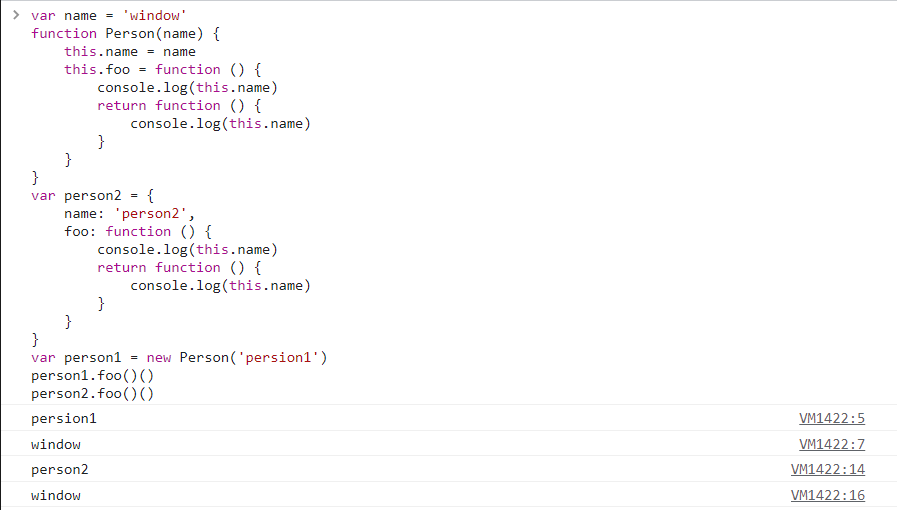 > var name = 'window'
function Person(name) {
    this.name = name
    this.foo = function () {
        console.log(this.name)
        return function () {
            console.log(this.name)
        }
    }
}
var person2 = {
    name: 'person2',
    foo: function () {
        console.log(this.name)
        return function () {
            console.log(this.name)
        }
    }
}
var person1 = new Person('persion1')
person1.foo()()
person2.foo()()
persion1 VM1422:5
window VM1422:7
person2 VM1422:14
window VM1422:16